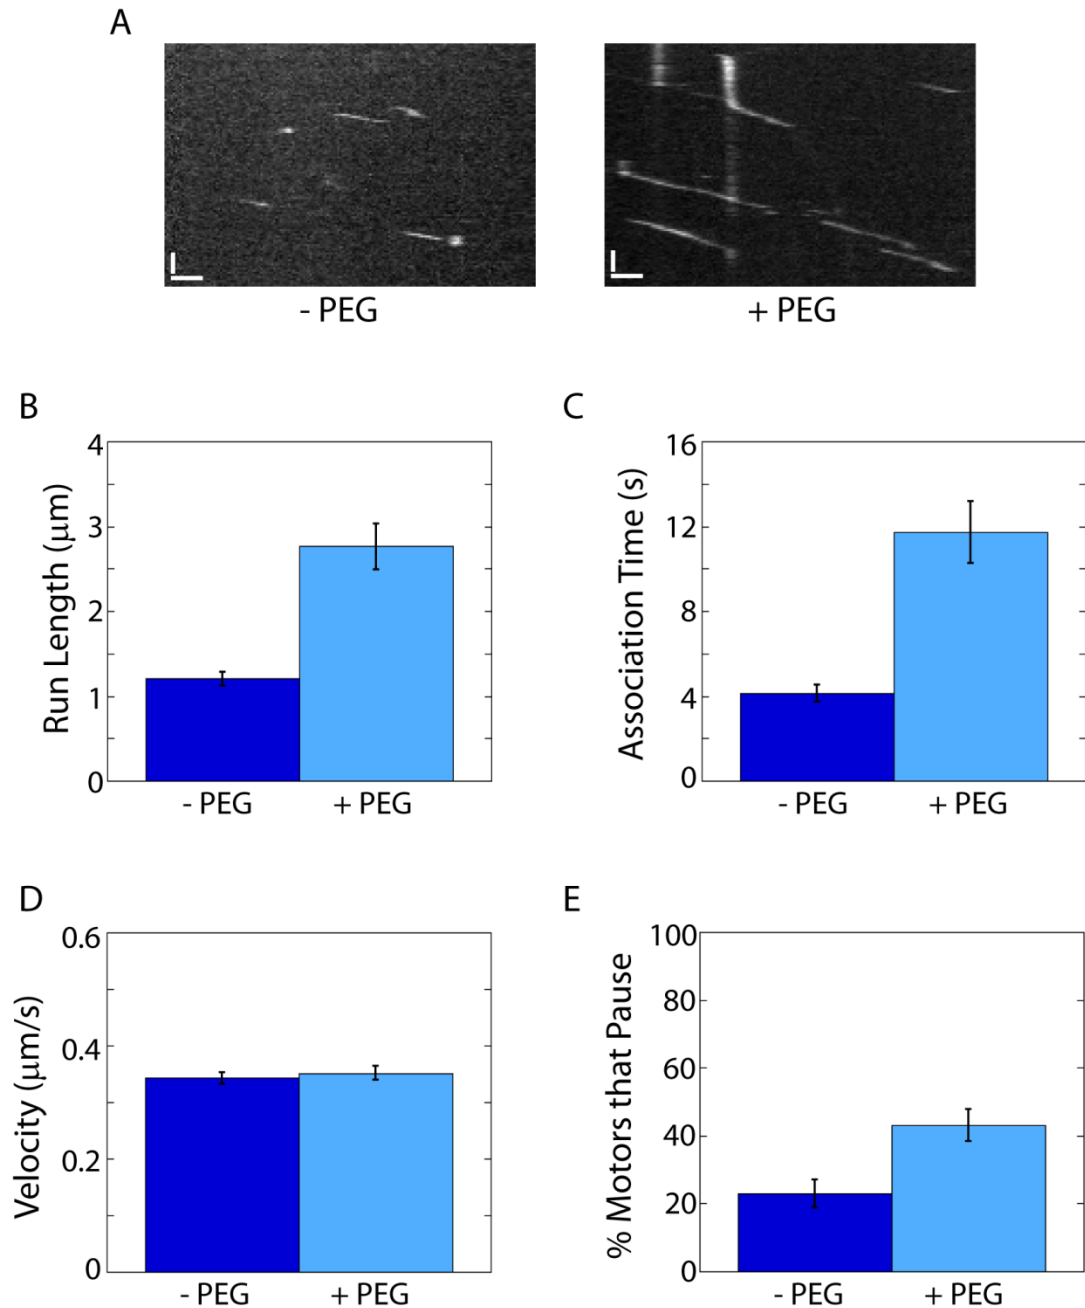 A
- PEG
+ PEG
B
C
4
3
2
1
0
Run Length (μm)
- PEG
+ PEG
16
12
8
4
0
Association Time (s)
- PEG
+ PEG
D
E
0.6
0.4
0.2
0
Velocity (μm/s)
- PEG
+ PEG
100
80
60
40
20
0
% Motors that Pause
- PEG
+ PEG